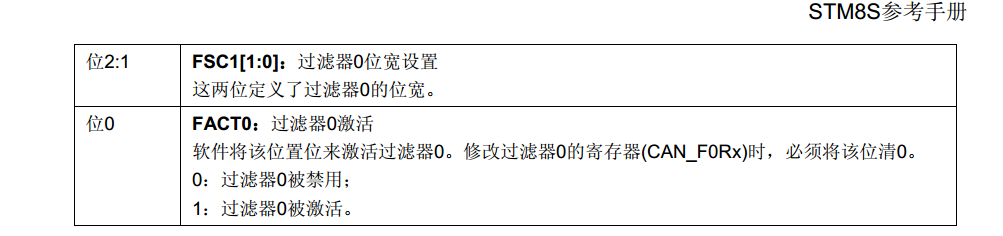 STM8S参考手册
位2:1
FSC1[1:0]：过滤器0位宽设置
这两位定义了过滤器0的位宽。
位0
FACT0：过滤器0激活
软件将该位置位来激活过滤器0。修改过滤器0的寄存器(CAN_F0Rx)时，必须将该位清0。
0：过滤器0被禁用；
1：过滤器0被激活。